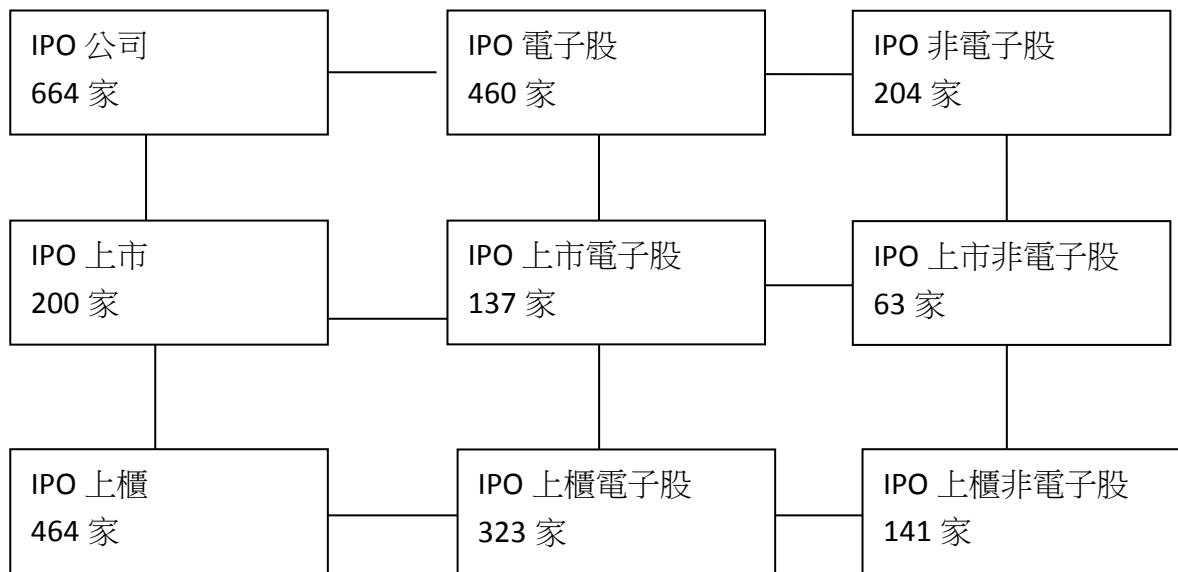 IPO 公司
664 家
IPO 電子股
460 家
IPO 非電子股
204 家
IPO 上市
200 家
IPO 上市電子股
137 家
IPO 上市非電子股
63 家
IPO 上櫃
464 家
IPO 上櫃電子股
323 家
IPO 上櫃非電子股
141 家